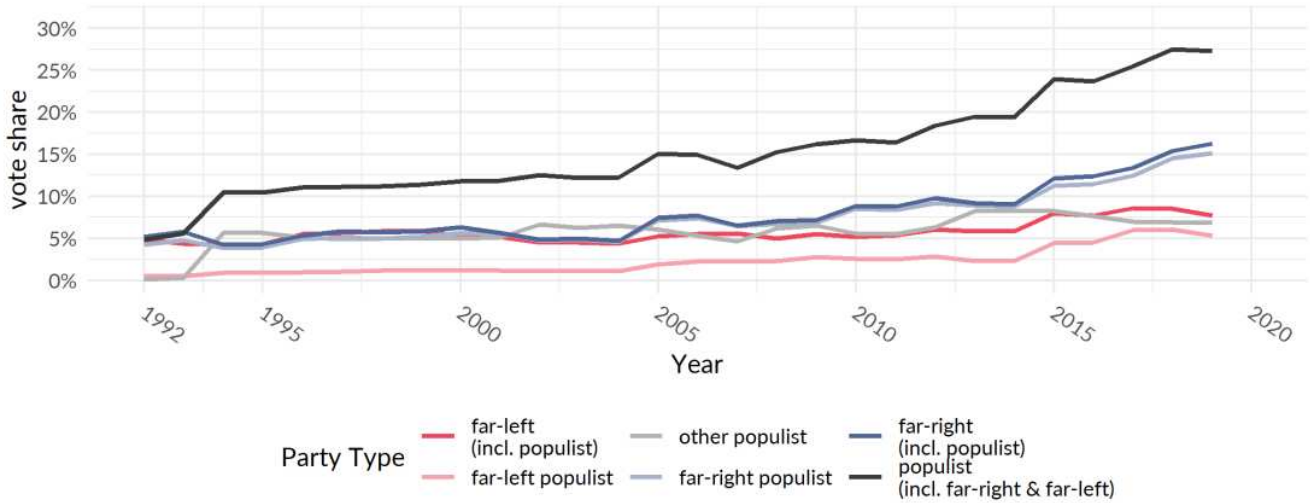 30%
25%
20%
15%
10%
5%
0%
vote share
1992
1995
2000
2005
2010
2015
2020
Year
Party Type
far-left
(incl. populist)
far-left populist
other populist
far-right populist
far-right
(incl. populist)
populist
(incl. far-right & far-left)